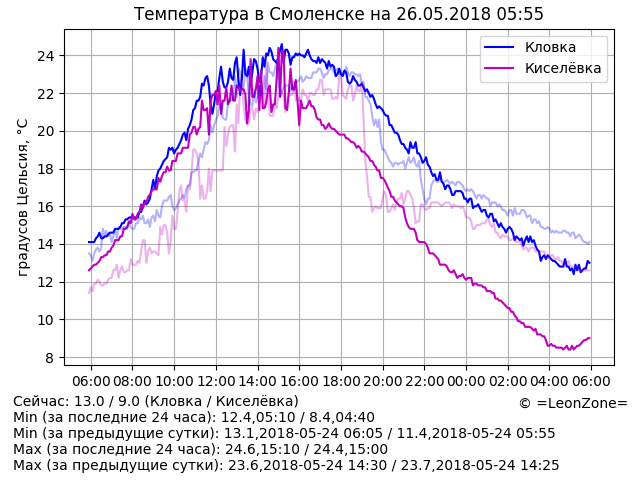 Температура в Смоленске на 26.05.2018 05:55
Кловка
Киселёвка
градусов Цельсия, °C
24
22
20
18
16
14
12
10
8
06:00 08:00 10:00 12:00 14:00 16:00 18:00 20:00 22:00 00:00 02:00 04:00 06:00
Сейчас: 13.0 / 9.0 (Кловка / Киселёвка)
© =LeonZone=
Min (за последние 24 часа): 12.4,05:10 / 8.4,04:40
Min (за предыдущие сутки): 13.1,2018-05-24 06:05 / 11.4,2018-05-24 05:55
Max (за последние 24 часа): 24.6,15:10 / 24.4,15:00
Max (за предыдущие сутки): 23.6,2018-05-24 14:30 / 23.7,2018-05-24 14:25